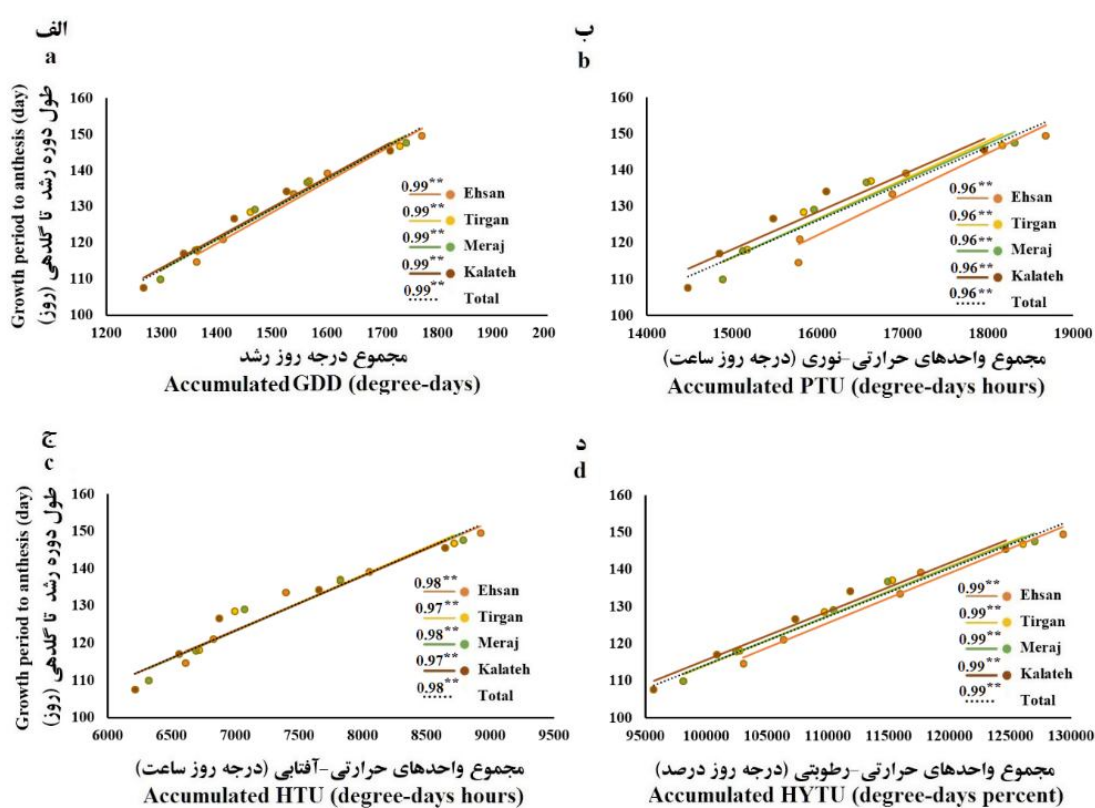 الف
a
Growth period to anthesis (day)
طول دوره رشد تا گلدهی (روز)
160
150
140
130
120
110
100
1200
1300
1400
1500
1600
1700
1800
1900
200
0.99** Ehsan
0.99** Tirgan
0.99** Meraj
0.99** Kalateh
0.99** Total
مجموع درجه روز رشد
Accumulated GDD (degree-days)
ب
b
160
150
140
130
120
110
100
14000
15000
16000
17000
18000
19000
0.96** Ehsan
0.96** Tirgan
0.96** Meraj
0.96** Kalateh
0.96** Total
مجموع واحدهای حرارتی-نوری (درجه روز ساعت)
Accumulated PTU (degree-days hours)
ج
c
Growth period to anthesis (day)
طول دوره رشد تا گلدهی (روز)
160
150
140
130
120
110
100
6000
6500
7000
7500
8000
8500
9000
9500
0.98** Ehsan
0.97** Tirgan
0.98** Meraj
0.97** Kalateh
0.98** Total
مجموع واحدهای حرارتی-آفتابی (درجه روز ساعت)
Accumulated HTU (degree-days hours)
د
d
160
150
140
130
120
110
100
95000
100000
105000
110000
115000
120000
125000
130000
0.99** Ehsan
0.99** Tirgan
0.99** Meraj
0.99** Kalateh
0.99** Total
مجموع واحدهای حرارتی-رطوبتی (درجه روز درصد)
Accumulated HYTU (degree-days percent)